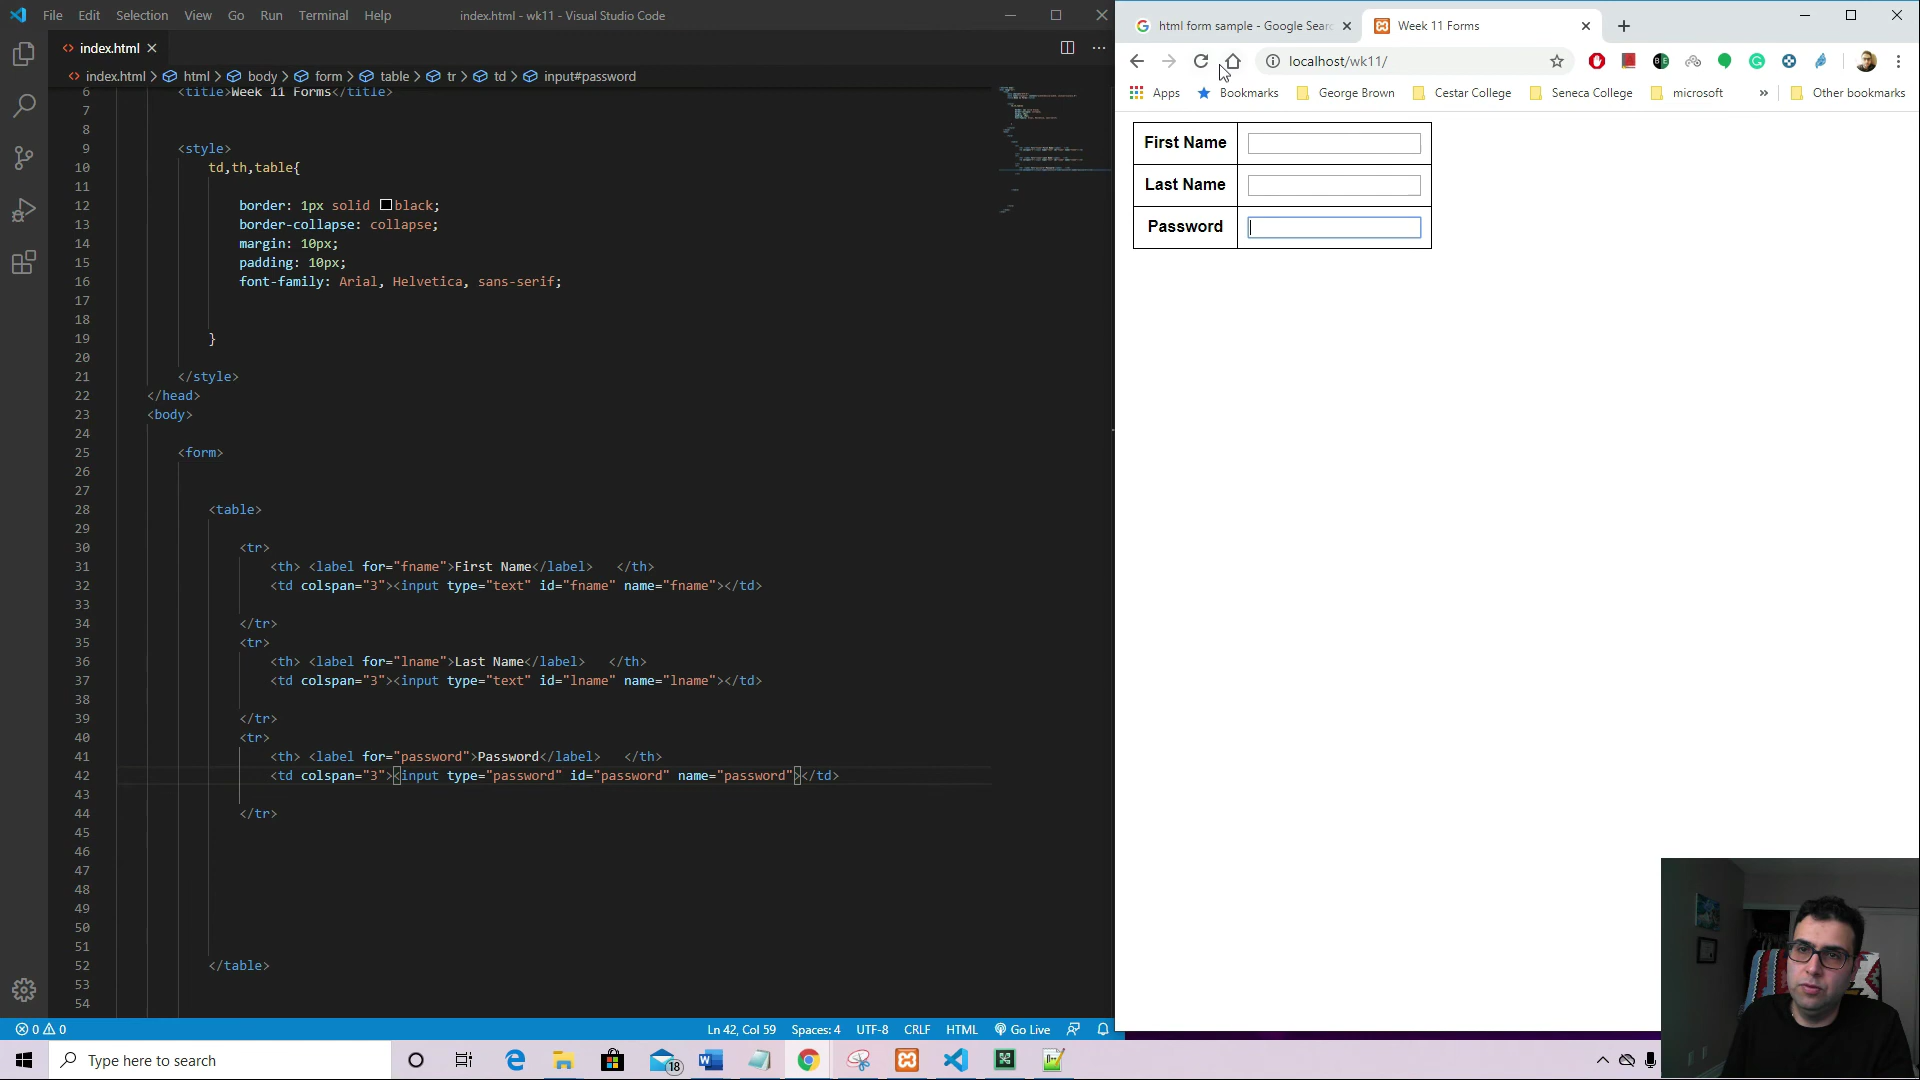 File Edit Selection View Go Run Terminal Help index.html - wk11 - Visual Studio Code
index.html
index.html > html > body > form > table > tr > td > input#password
6 <title>Week 11 Forms</title>
7
8
9 <style>
10 td,th,table{
11
12 border: 1px solid black;
13 border-collapse: collapse;
14 margin: 10px;
15 padding: 10px;
16 font-family: Arial, Helvetica, sans-serif;
17
18
19 }
20
21 </style>
22 </head>
23 <body>
24
25 <form>
26
27
28 <table>
29
30 <tr>
31 <th> <label for="fname">First Name</label> </th>
32 <td colspan="3"><input type="text" id="fname" name="fname"></td>
33
34 </tr>
35 <tr>
36 <th> <label for="lname">Last Name</label> </th>
37 <td colspan="3"><input type="text" id="lname" name="lname"></td>
38
39 </tr>
40 <tr>
41 <th> <label for="password">Password</label> </th>
42 <td colspan="3"><input type="password" id="password" name="password"></td>
43
44 </tr>
45
46
47
48
49
50
51
52 </table>
53
54
0 0 Ln 42, Col 59 Spaces: 4 UTF-8 CRLF HTML Go Live
html form sample - Google Sear Week 11 Forms
localhost/wk11/
Apps Bookmarks George Brown Cestar College Seneca College microsoft » Other bookmarks
First Name
Last Name
Password
Type here to search
18